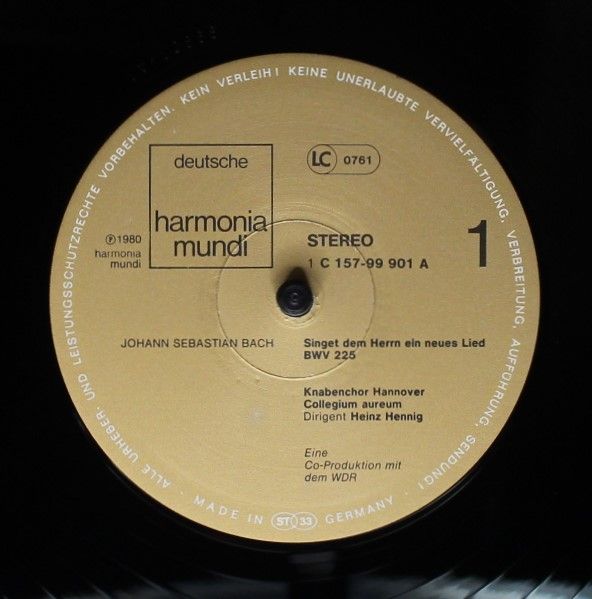 ALLE URHEBER- UND LEISTUNGSSCHUTZRECHTE VORBEHALTEN. KEIN VERLEIH! KEINE UNERLAUBTE VERVIELFÄLTIGUNG, VERBREITUNG, AUFFÜHRUNG, SENDUNG!
deutsche
harmonia
mundi
LC 0761
℗ 1980
harmonia
mundi
STEREO
1 C 157-99 901 A
1
JOHANN SEBASTIAN BACH
Singet dem Herrn ein neues Lied
BWV 225
Knabenchor Hannover
Collegium aureum
Dirigent Heinz Hennig
Eine
Co-Produktion mit
dem WDR
· MADE IN ST 33 GERMANY ·